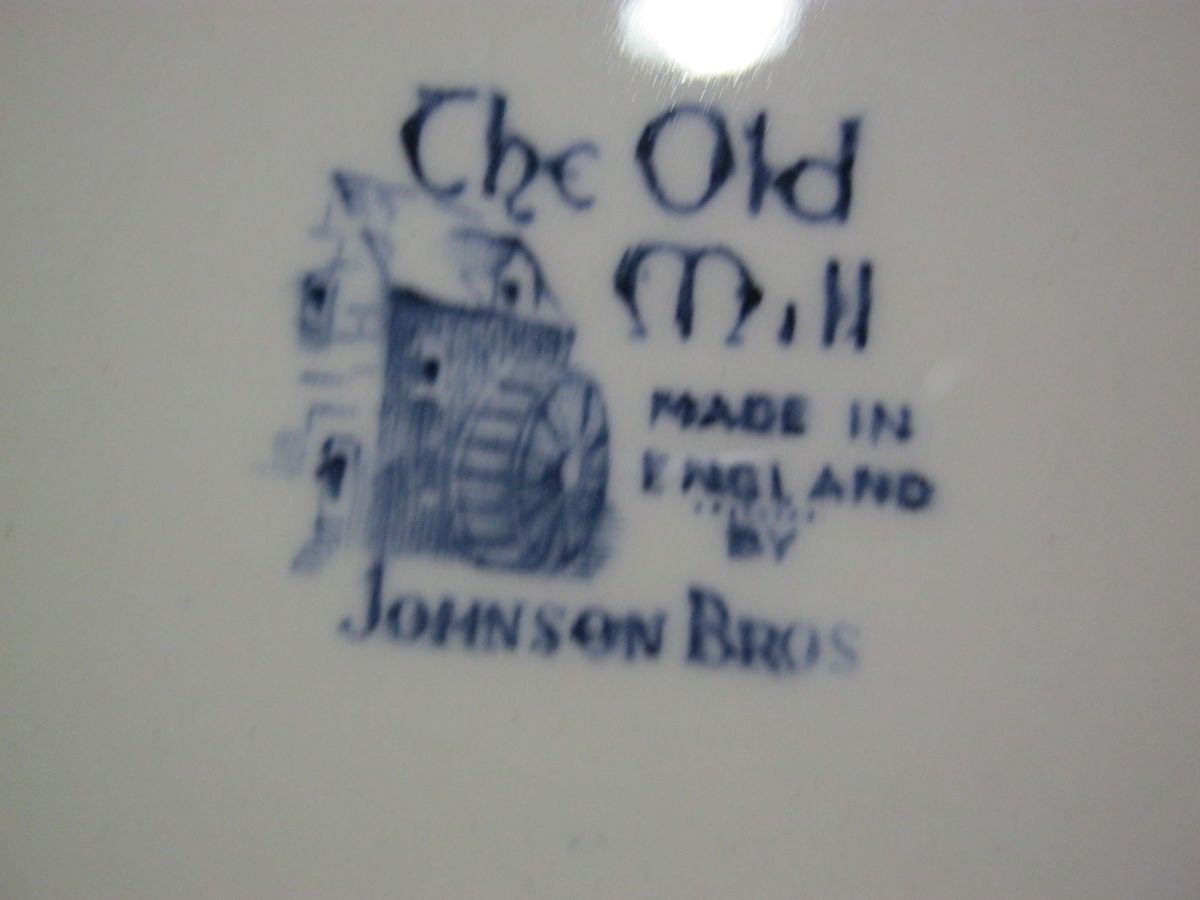 The Old
Mill
MADE IN
ENGLAND
BY
JOHNSON BROS